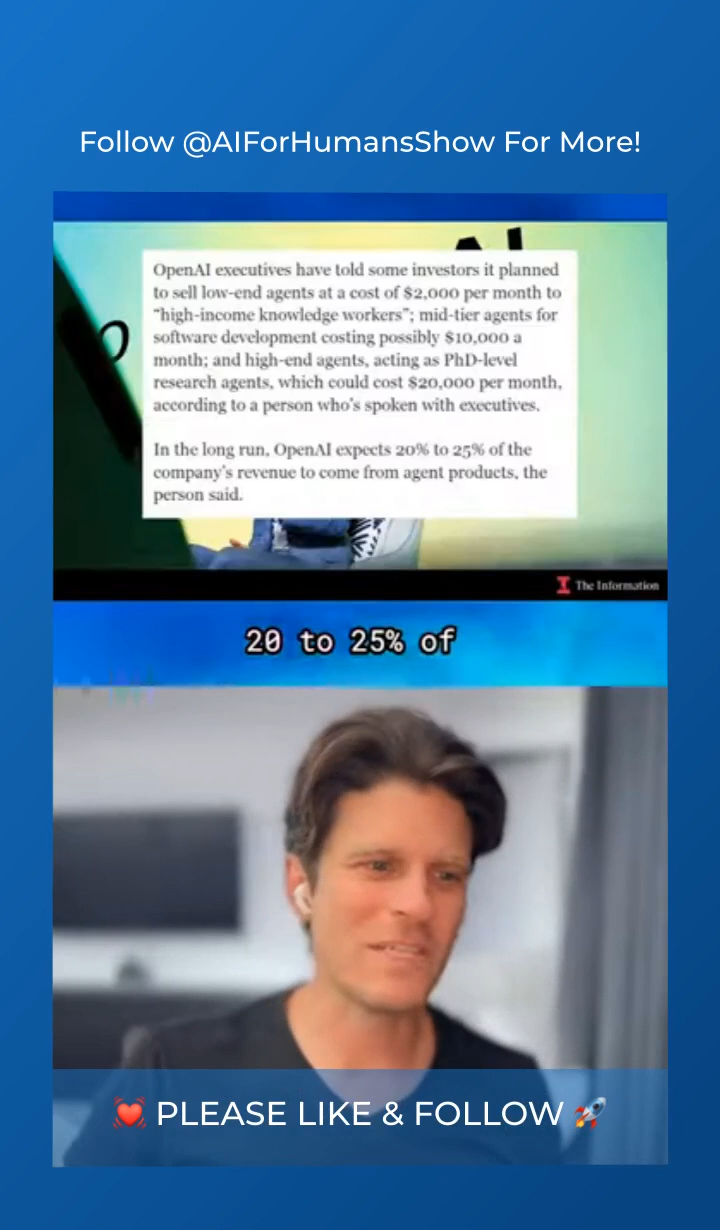 Follow @AIForHumansShow For More!
OpenAI executives have told some investors it planned
to sell low-end agents at a cost of $2,000 per month to
“high-income knowledge workers”; mid-tier agents for
software development costing possibly $10,000 a
month; and high-end agents, acting as PhD-level
research agents, which could cost $20,000 per month,
according to a person who’s spoken with executives.
In the long run, OpenAI expects 20% to 25% of the
company’s revenue to come from agent products, the
person said.
The Information
20 to 25% of
💓 PLEASE LIKE & FOLLOW 🚀